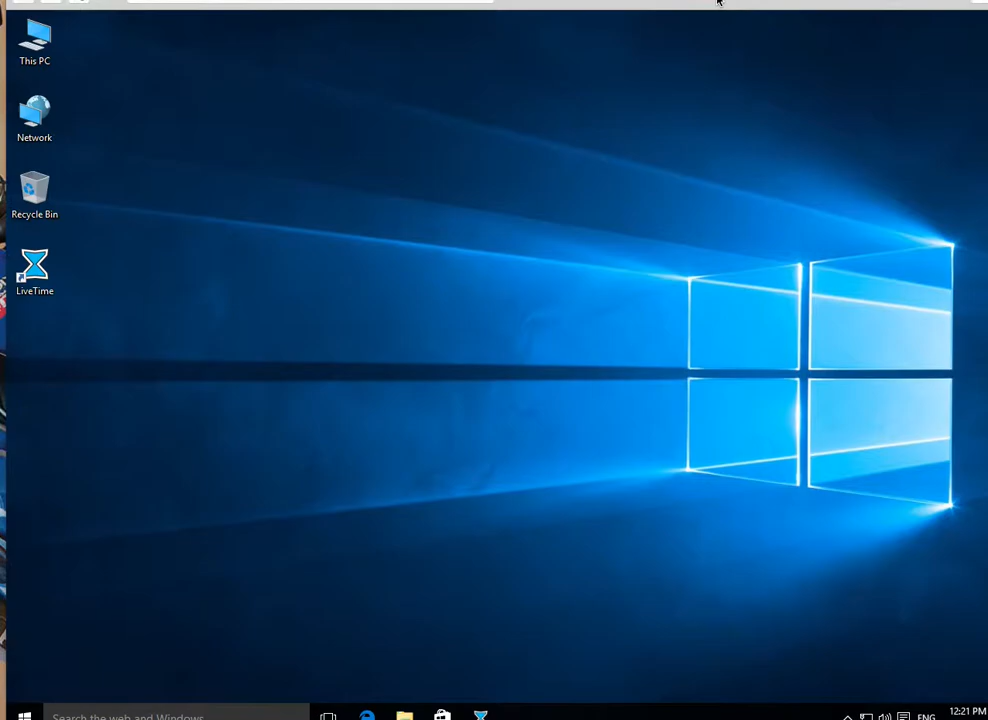 This PC
Network
Recycle Bin
LiveTime
Search the web and Windows
ENG
12:21 PM